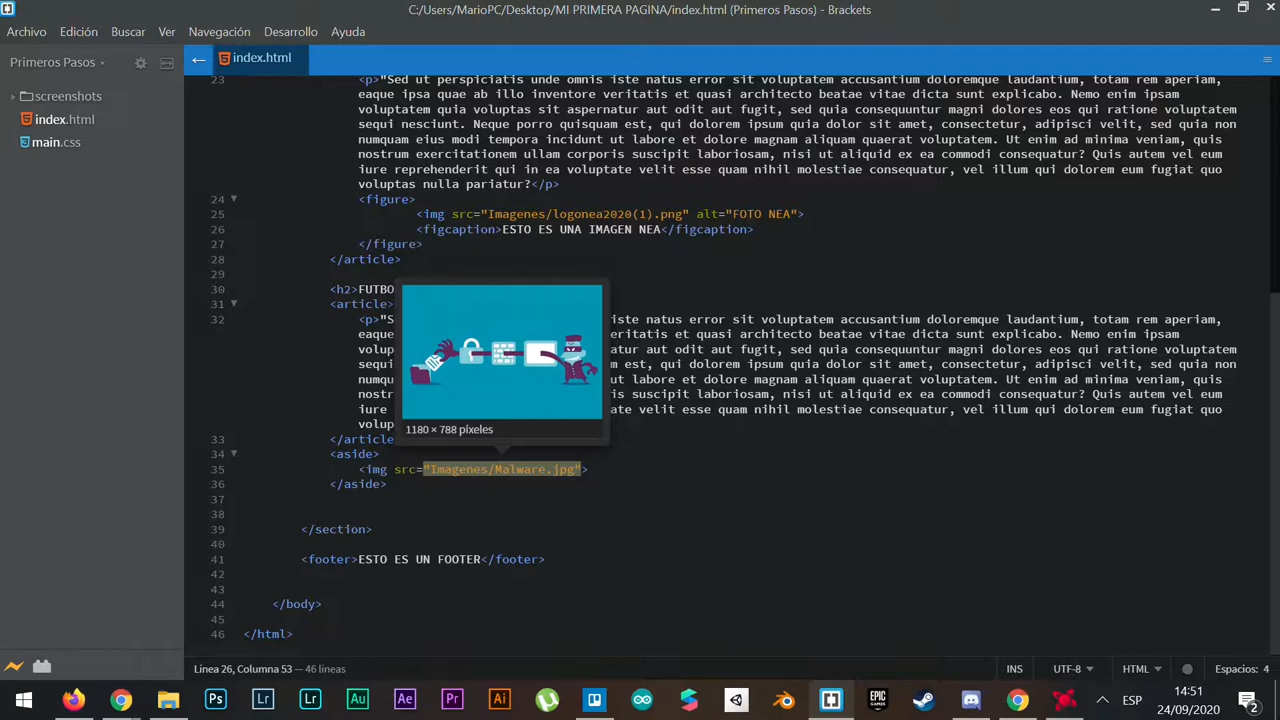 C:/Users/MarioPC/Desktop/MI PRIMERA PAGINA/index.html (Primeros Pasos) - Brackets
Archivo Edición Buscar Ver Navegación Desarrollo Ayuda
Primeros Pasos
index.html
screenshots
index.html
main.css
23 <p>"Sed ut perspiciatis unde omnis iste natus error sit voluptatem accusantium doloremque laudantium, totam rem aperiam,
eaque ipsa quae ab illo inventore veritatis et quasi architecto beatae vitae dicta sunt explicabo. Nemo enim ipsam
voluptatem quia voluptas sit aspernatur aut odit aut fugit, sed quia consequuntur magni dolores eos qui ratione voluptatem
sequi nesciunt. Neque porro quisquam est, qui dolorem ipsum quia dolor sit amet, consectetur, adipisci velit, sed quia non
numquam eius modi tempora incidunt ut labore et dolore magnam aliquam quaerat voluptatem. Ut enim ad minima veniam, quis
nostrum exercitationem ullam corporis suscipit laboriosam, nisi ut aliquid ex ea commodi consequatur? Quis autem vel eum
iure reprehenderit qui in ea voluptate velit esse quam nihil molestiae consequatur, vel illum qui dolorem eum fugiat quo
voluptas nulla pariatur?</p>
24 <figure>
25 <img src="Imagenes/logonea2020(1).png" alt="FOTO NEA">
26 <figcaption>ESTO ES UNA IMAGEN NEA</figcaption>
27 </figure>
28 </article>
29
30 <h2>FUTBO
31 <article>
32 <p>"S iste natus error sit voluptatem accusantium doloremque laudantium, totam rem aperiam,
eaque eritatis et quasi architecto beatae vitae dicta sunt explicabo. Nemo enim ipsam
volup aut odit aut fugit, sed quia consequuntur magni dolores eos qui ratione voluptatem
sequi em ipsum quia dolor sit amet, consectetur, adipisci velit, sed quia non
numqu ut labore et dolore magnam aliquam quaerat voluptatem. Ut enim ad minima veniam, quis
nostr oris suscipit laboriosam, nisi ut aliquid ex ea commodi consequatur? Quis autem vel eum
iure ate velit esse quam nihil molestiae consequatur, vel illum qui dolorem eum fugiat quo
volup
1180 × 788 píxeles
33 </article
34 <aside>
35 <img src="Imagenes/Malware.jpg">
36 </aside>
37
38
39 </section>
40
41 <footer>ESTO ES UN FOOTER</footer>
42
43
44 </body>
45
46 </html>
Línea 26, Columna 53 — 46 líneas INS UTF-8 HTML Espacios: 4
Ps Lr Lr Au Ae Pr Ai EPIC GAMES ESP 14:51
24/09/2020 2